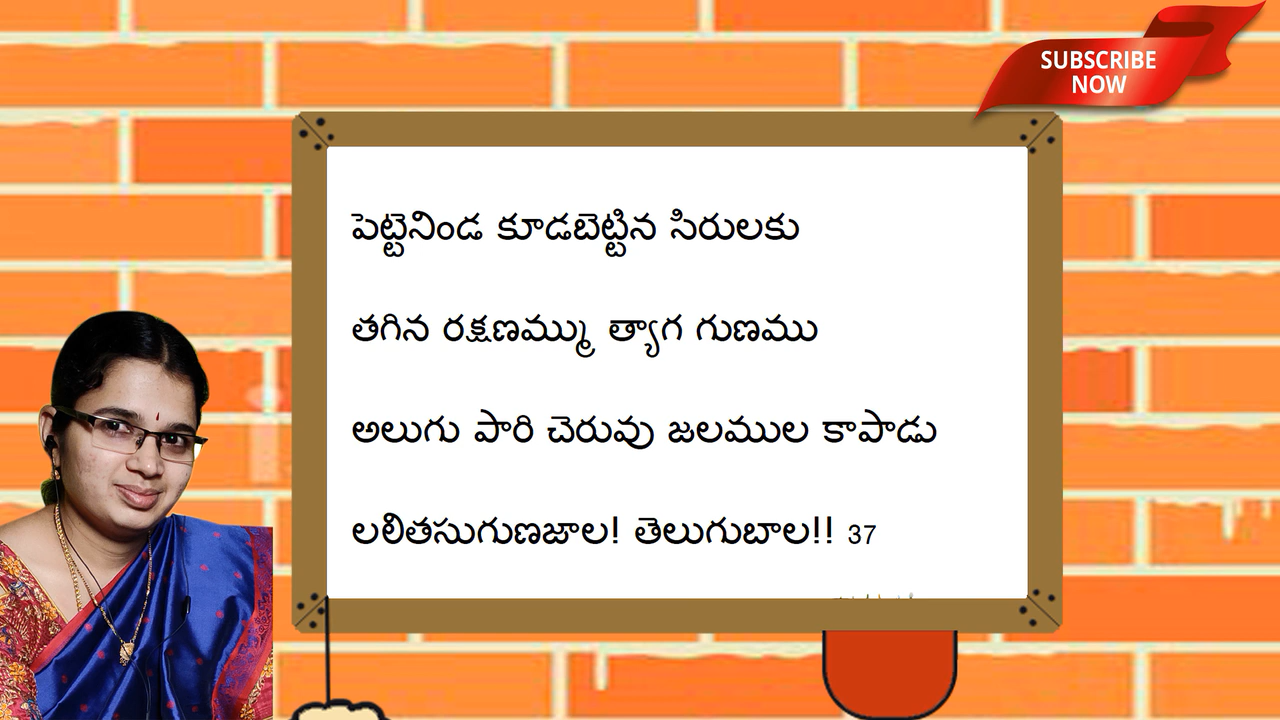 SUBSCRIBE
NOW
పెట్టెనిండ కూడబెట్టిన సిరులకు
తగిన రక్షణమ్ము త్యాగ గుణము
అలుగు పారి చెరువు జలముల కాపాడు
లలితసుగుణజాల! తెలుగుబాల!! 37